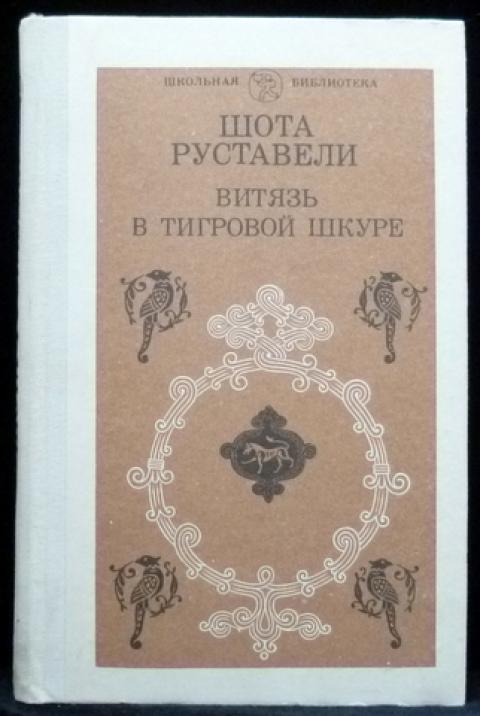 ШКОЛЬНАЯ БИБЛИОТЕКА
ШОТА
РУСТАВЕЛИ
ВИТЯЗЬ
В ТИГРОВОЙ ШКУРЕ